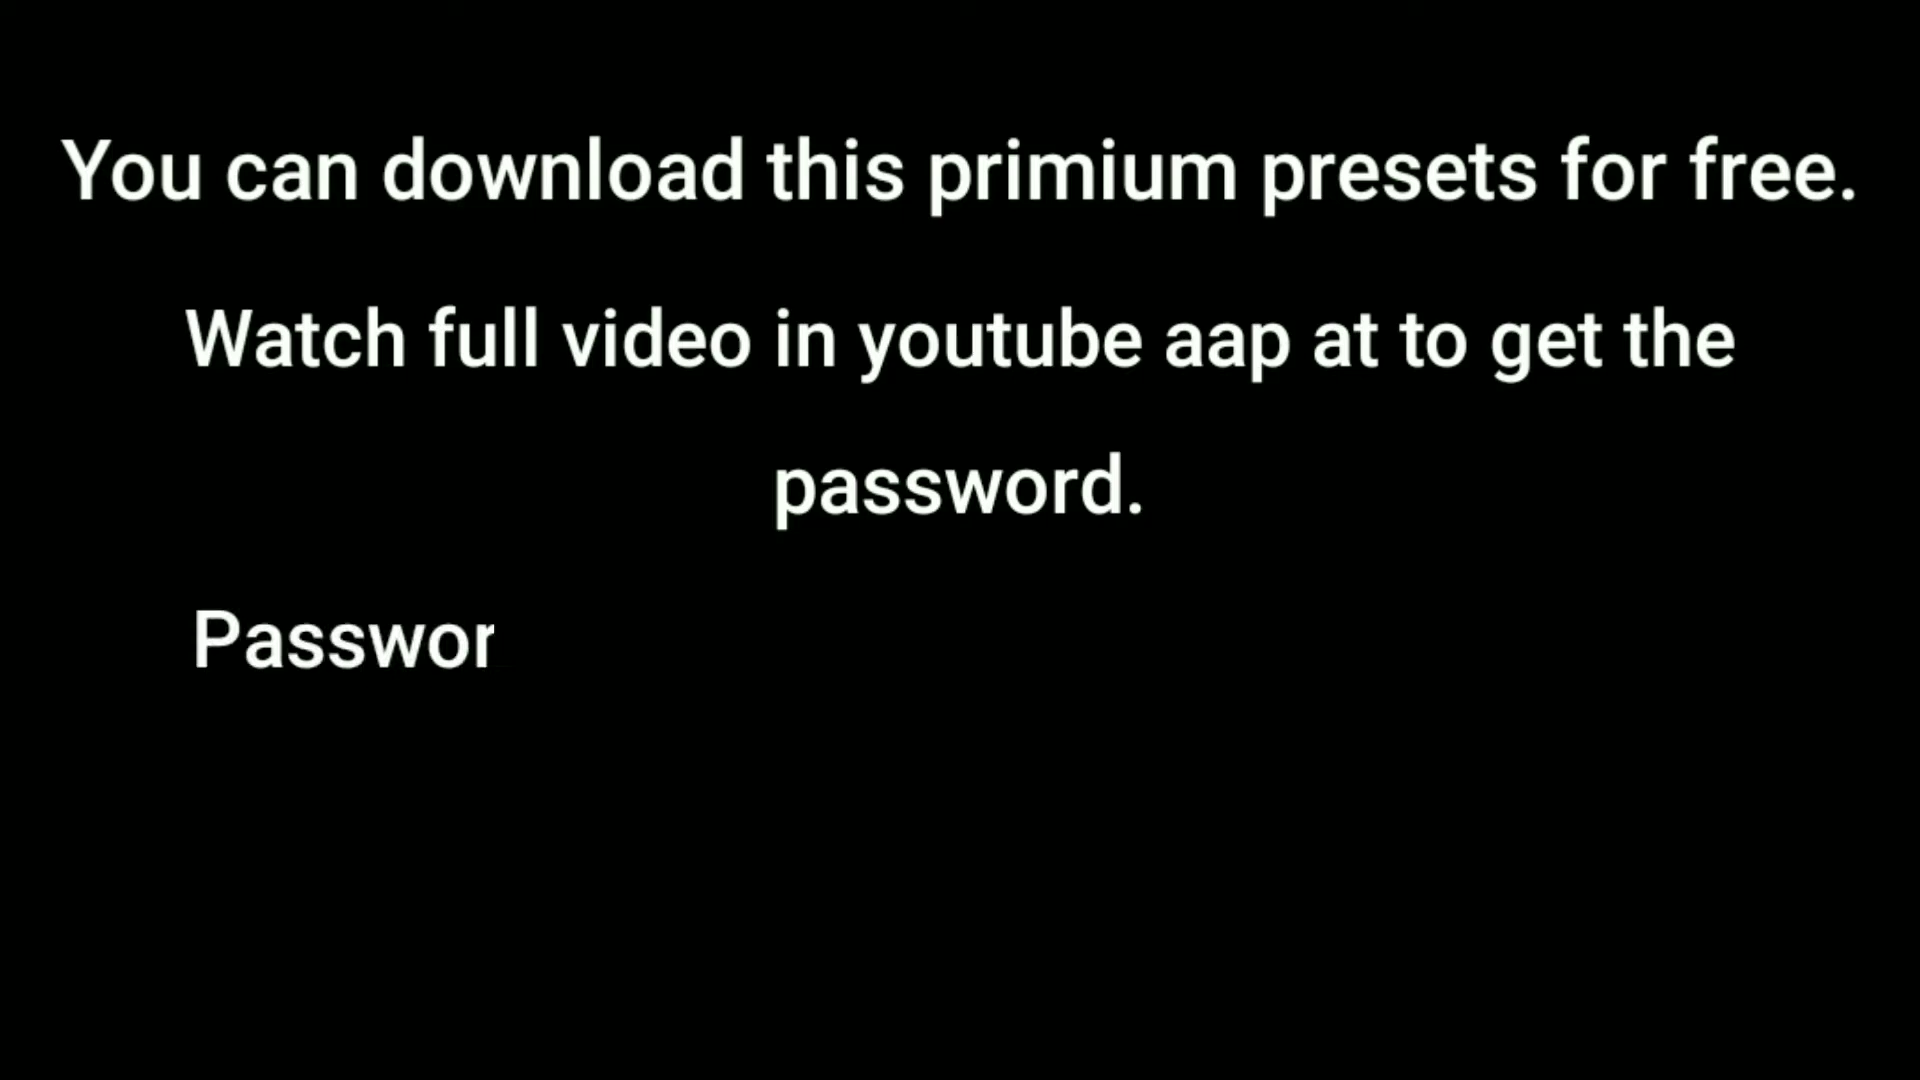 You can download this primium presets for free.
Watch full video in youtube aap at to get the
password.
Passwor